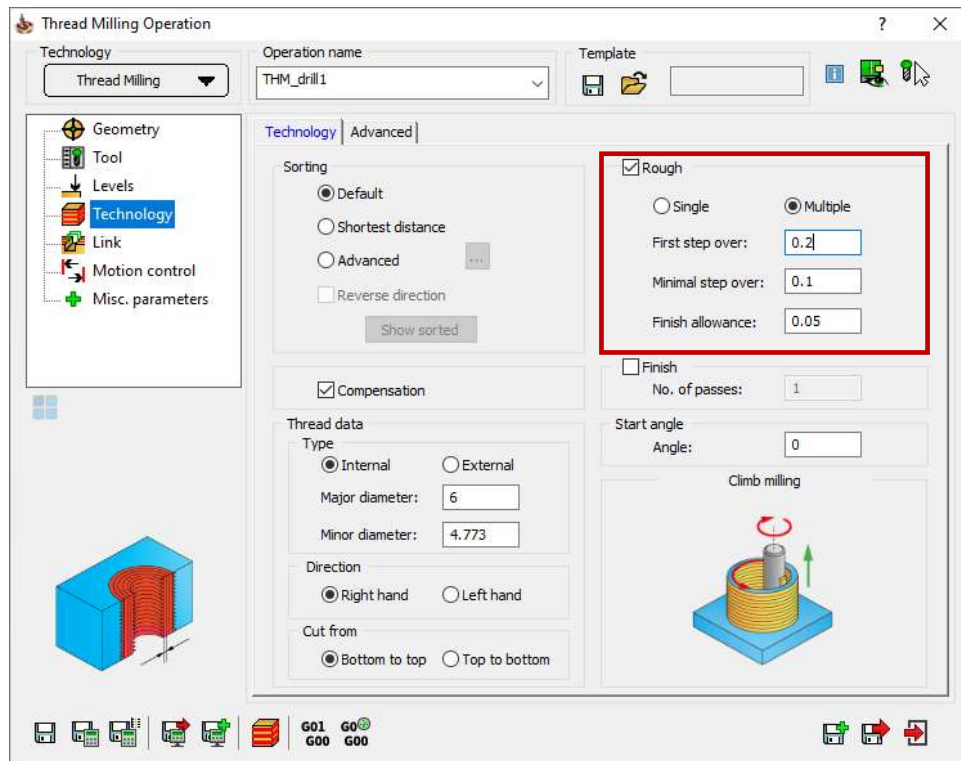 Thread Milling Operation
?
Technology
Thread Milling
Operation name
THM_drill1
Template
Geometry
Tool
Levels
Technology
Link
Motion control
Misc. parameters
Technology
Advanced
Sorting
Default
Shortest distance
Advanced
...
Reverse direction
Show sorted
Compensation
Thread data
Type
Internal
External
Major diameter: 6
Minor diameter: 4.773
Direction
Right hand
Left hand
Cut from
Bottom to top
Top to bottom
Rough
Single
Multiple
First step over: 0.2
Minimal step over: 0.1
Finish allowance: 0.05
Finish
No. of passes: 1
Start angle
Angle: 0
Climb milling
G01 G00
G00 G00